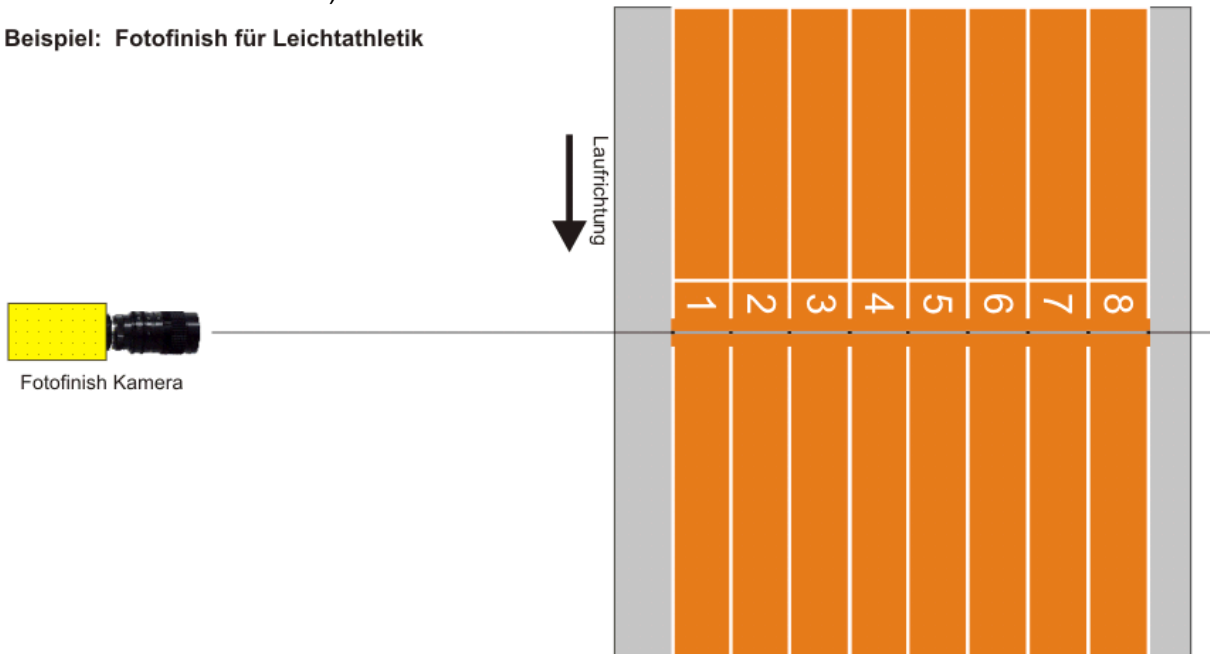 Beispiel: Fotofinish für Leichtathletik
Laufrichtung
1 2 3 4 5 6 7 8
Fotofinish Kamera